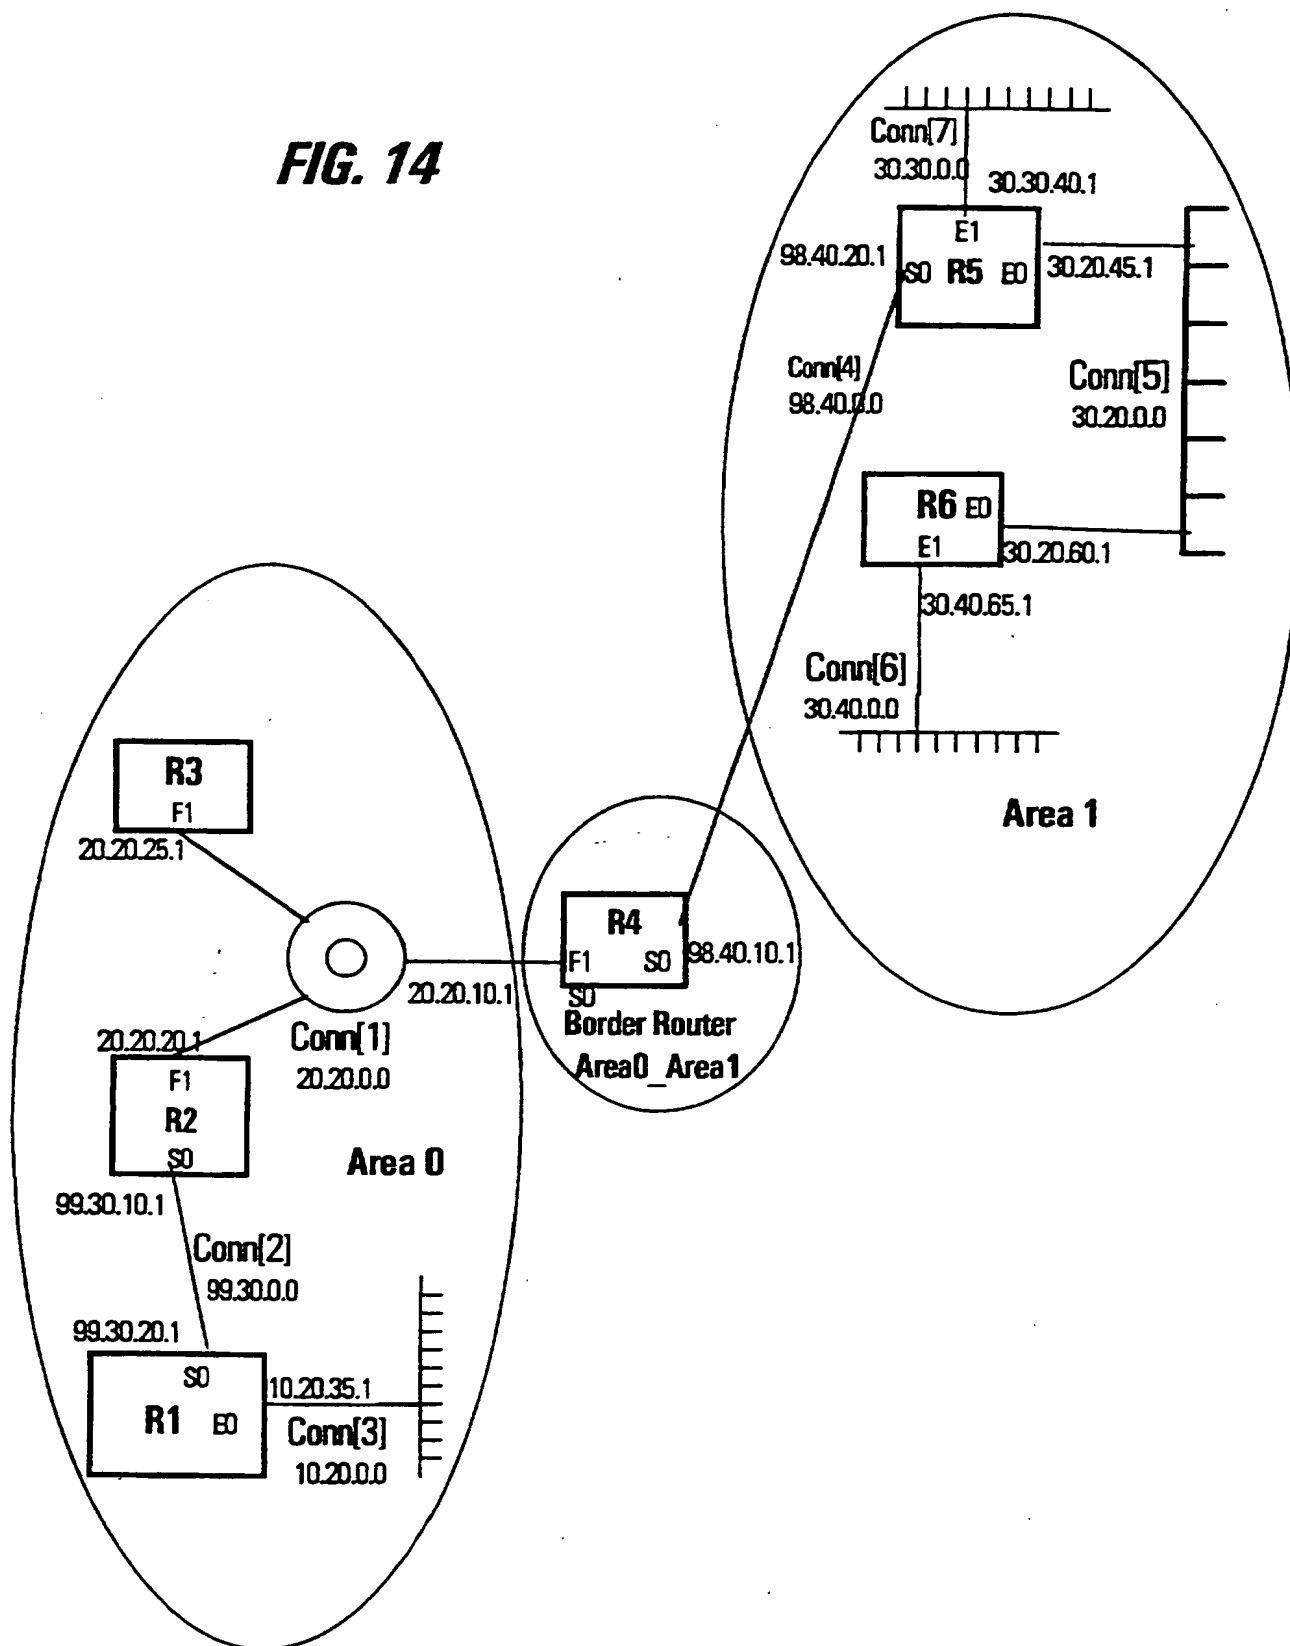 FIG. 14
Conn[7]
30.30.0.0
30.30.40.1
E1
98.40.20.1
S0 R5 E0
30.20.45.1
Conn[4]
98.40.0.0
Conn[5]
30.20.0.0
R6 E0
E1
30.20.60.1
30.40.65.1
Conn[6]
30.40.0.0
Area 1
R3
F1
20.20.25.1
R4
F1 S0
98.40.10.1
S0
20.20.10.1
Border Router
Area0_Area1
20.20.20.1
Conn[1]
20.20.0.0
F1
R2
S0
Area 0
99.30.10.1
Conn[2]
99.30.0.0
99.30.20.1
S0
R1 E0
10.20.35.1
Conn[3]
10.20.0.0